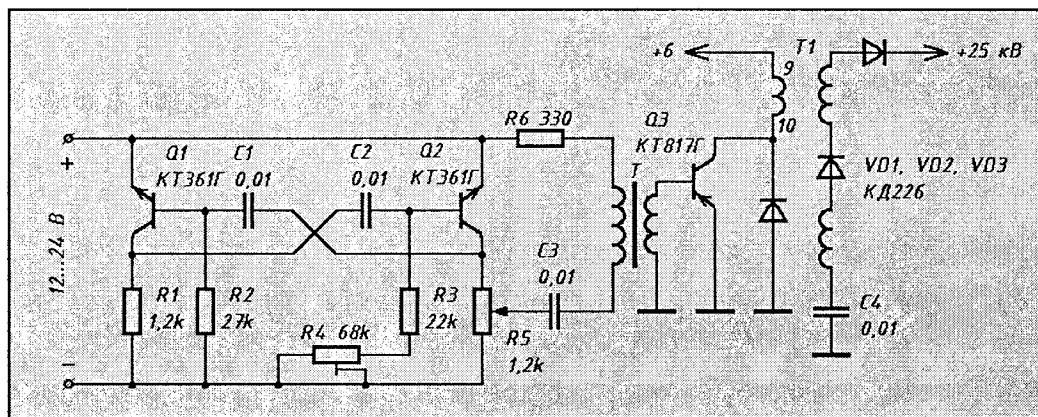 +6
T1
+25 кВ
9
10
R6 330
Q3
КТ817Г
T
VD1, VD2, VD3
КД226
+
Q1
КТ361Г
C1
0,01
C2
0,01
Q2
КТ361Г
12...24 В
C3
0,01
C4
0,01
R1
1,2k
R2
27k
R3
22k
R4 68k
R5
1,2k
-